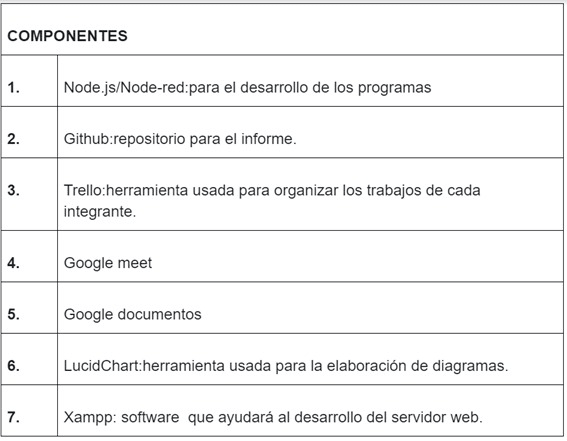 COMPONENTES
1. Node.js/Node-red:para el desarrollo de los programas
2. Github:repositorio para el informe.
3. Trello:herramienta usada para organizar los trabajos de cada
integrante.
4. Google meet
5. Google documentos
6. LucidChart:herramienta usada para la elaboración de diagramas.
7. Xampp: software  que ayudará al desarrollo del servidor web.